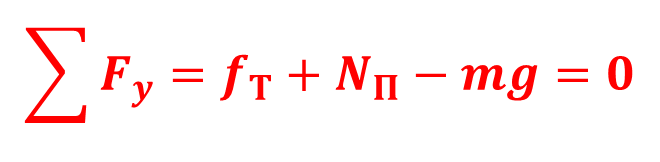 ∑ F_y = f_Т + N_П − mg = 0